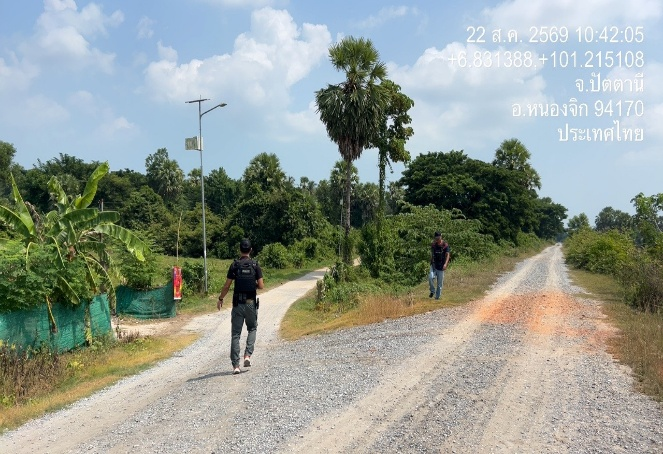 22 ส.ค. 2569 10:42:05
+6.831388,+101.215108
จ.ปัตตานี
อ.หนองจิก 94170
ประเทศไทย